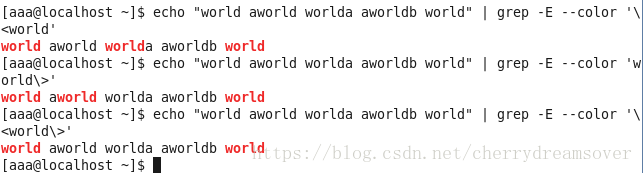 [aaa@localhost ~]$ echo "world aworld worlda aworldb world" | grep -E --color '\
<world'
world aworld worlda aworldb world
[aaa@localhost ~]$ echo "world aworld worlda aworldb world" | grep -E --color 'w
orld\>'
world aworld worlda aworldb world
[aaa@localhost ~]$ echo "world aworld worlda aworldb world" | grep -E --color '\
<world\>'
world aworld worlda aworldb world
https://blog.csdn.net/cherrydreamsover
[aaa@localhost ~]$